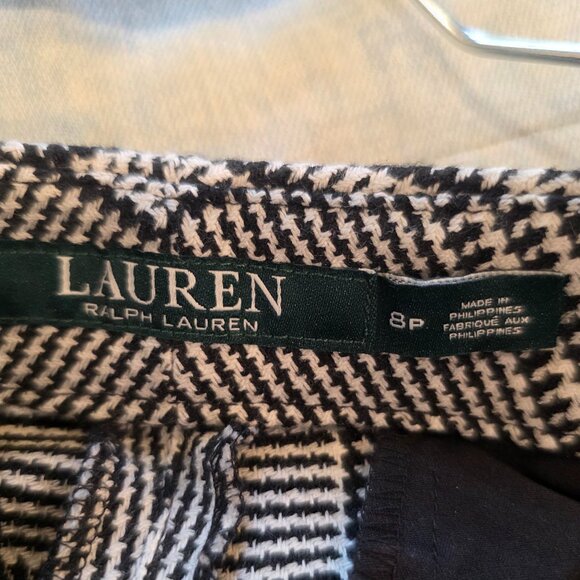 LAUREN
RALPH LAUREN
8P
MADE IN
PHILIPPINES
FABRIQUÉ AUX
PHILIPPINES